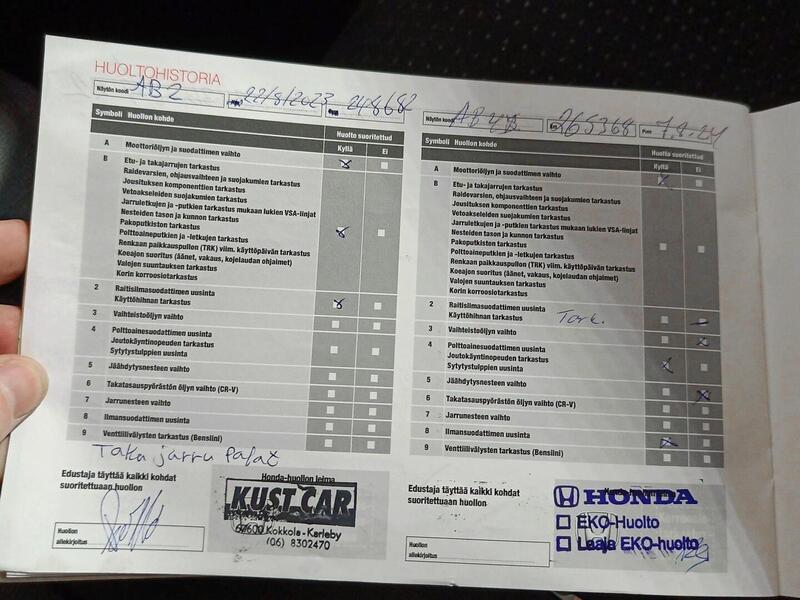 HUOLTOHISTORIA
Näytön koodi AB2 22/8/2023 248682
Symboli Huollon kohde Huolto suoritettud
Kyllä Ei
A Moottoriöljyn ja suodattimen vaihto
B Etu- ja takajarrujen tarkastus
Raidevarsien, ohjausvaihteen ja suojakumien tarkastus
Jousituksen komponenttien tarkastus
Vetoakseleiden suojakumien tarkastus
Jarruletkujen ja -putkien tarkastus mukaan lukien VSA-linjat
Nesteiden tason ja kunnon tarkastus
Pakoputkiston tarkastus
Polttoaineputkien ja -letkujen tarkastus
Renkaan paikkauspullon (TRK) viim. käyttöpäivän tarkastus
Koeajon suoritus (äänet, vakaus, kojelaudan ohjaimet)
Valojen suuntauksen tarkastus
Korin korroosiotarkastus
2 Raitisilmasuodattimen uusinta
Käyttöhihnan tarkastus
3 Vaihteistoöljyn vaihto
4 Polttoainesuodattimen uusinta
Joutokäyntinopeuden tarkastus
Sytytystulppien uusinta
5 Jäähdytysnesteen vaihto
6 Takatasauspyörästön öljyn vaihto (CR-V)
7 Jarrunesteen vaihto
8 Ilmansuodattimen uusinta
9 Venttiilivälysten tarkastus (Bensiini)
Taka jarru palat
Edustaja täyttää kaikki kohdat
suoritettuaan huollon
Honda-huollon leima
KUST CAR
67600 Kokkola - Karleby
(06) 8302470
Huollon
allekirjoitus
Näytön koodi Km 265368 Pvm 7.8.24
Symboli Huollon kohde Huolto suoritettud
Kyllä Ei
A Moottoriöljyn ja suodattimen vaihto
B Etu- ja takajarrujen tarkastus
Raidevarsien, ohjausvaihteen ja suojakumien tarkastus
Jousituksen komponenttien tarkastus
Vetoakseleiden suojakumien tarkastus
Jarruletkujen ja -putkien tarkastus mukaan lukien VSA-linjat
Nesteiden tason ja kunnon tarkastus
Pakoputkiston tarkastus
Polttoaineputkien ja -letkujen tarkastus
Renkaan paikkauspullon (TRK) viim. käyttöpäivän tarkastus
Koeajon suoritus (äänet, vakaus, kojelaudan ohjaimet)
Valojen suuntauksen tarkastus
Korin korroosiotarkastus
2 Raitisilmasuodattimen uusinta
Käyttöhihnan tarkastus Tark.
3 Vaihteistoöljyn vaihto
4 Polttoainesuodattimen uusinta
Joutokäyntinopeuden tarkastus
Sytytystulppien uusinta
5 Jäähdytysnesteen vaihto
6 Takatasauspyörästön öljyn vaihto (CR-V)
7 Jarrunesteen vaihto
8 Ilmansuodattimen uusinta
9 Venttiilivälysten tarkastus (Bensiini)
Edustaja täyttää kaikki kohdat
suoritettuaan huollon
HONDA
EKO-Huolto
Laaja EKO-huolto
Huollon
allekirjoitus